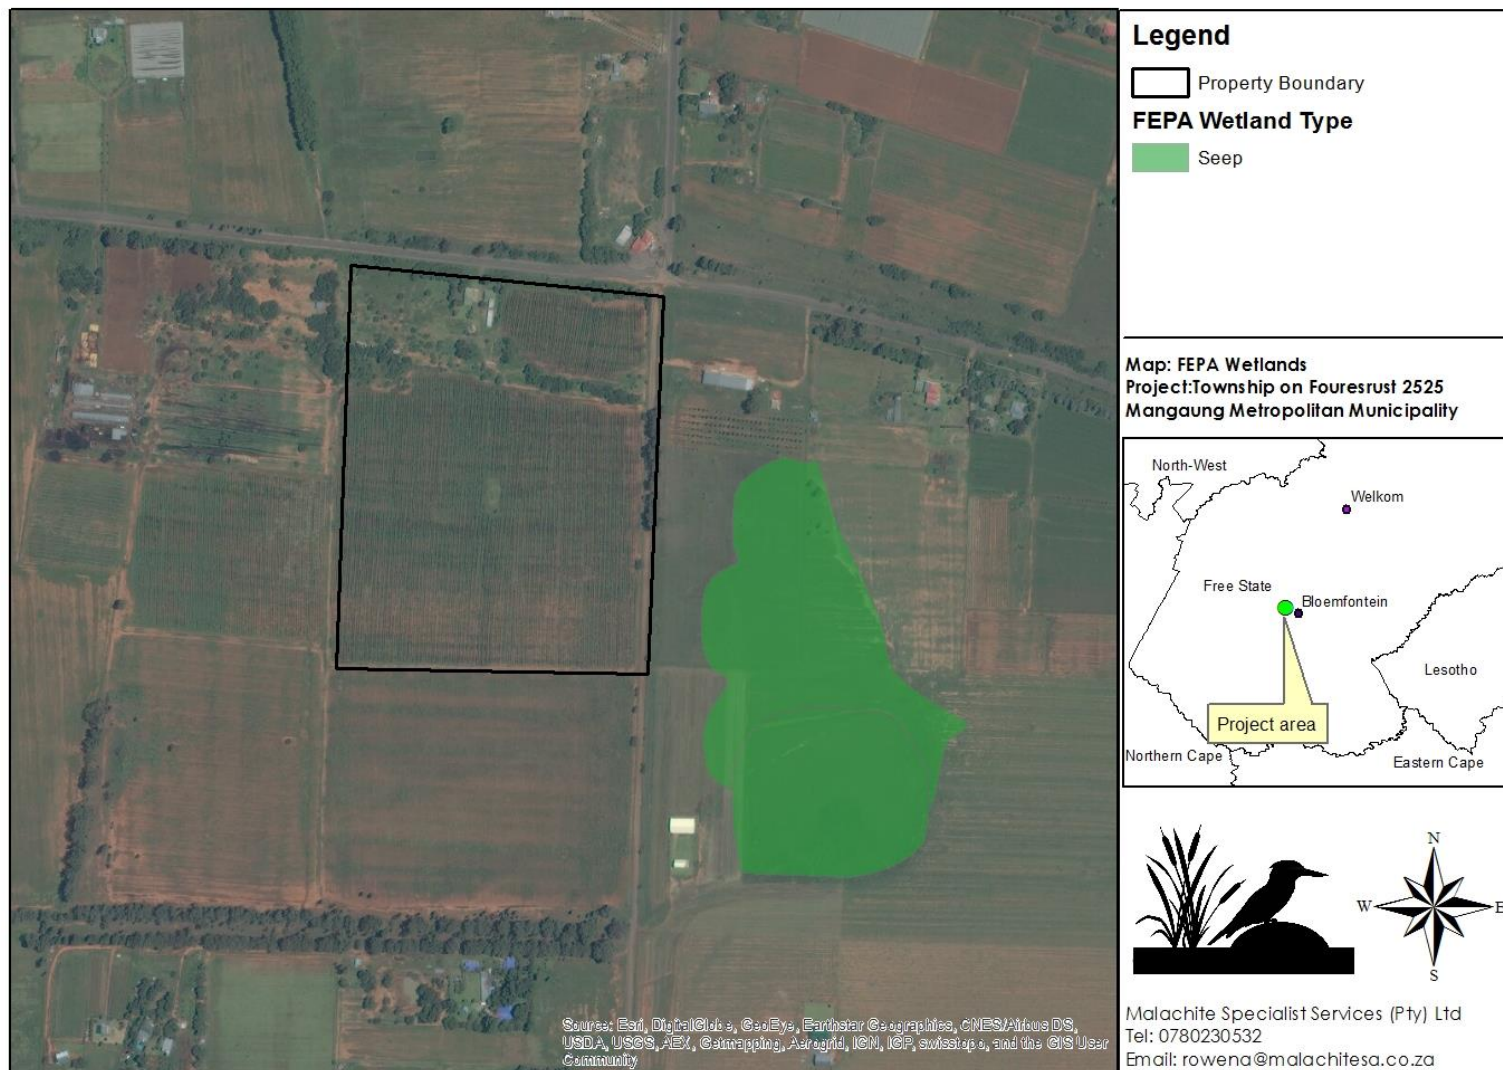 Legend
Property Boundary
FEPA Wetland Type
Seep
Map: FEPA Wetlands
Project:Township on Fouresrust 2525
Mangaung Metropolitan Municipality
North-West
Welkom
Free State
Bloemfontein
Lesotho
Project area
Northern Cape
Eastern Cape
N
W
E
S
Malachite Specialist Services (Pty) Ltd
Tel: 0780230532
Email: rowena@malachitesa.co.za
Source: Esri, DigitalGlobe, GeoEye, Earthstar Geographics, CNES/Airbus DS,
USDA, USGS, AEX, Getmapping, Aerogrid, IGN, IGP, swisstopo, and the GIS User
Community